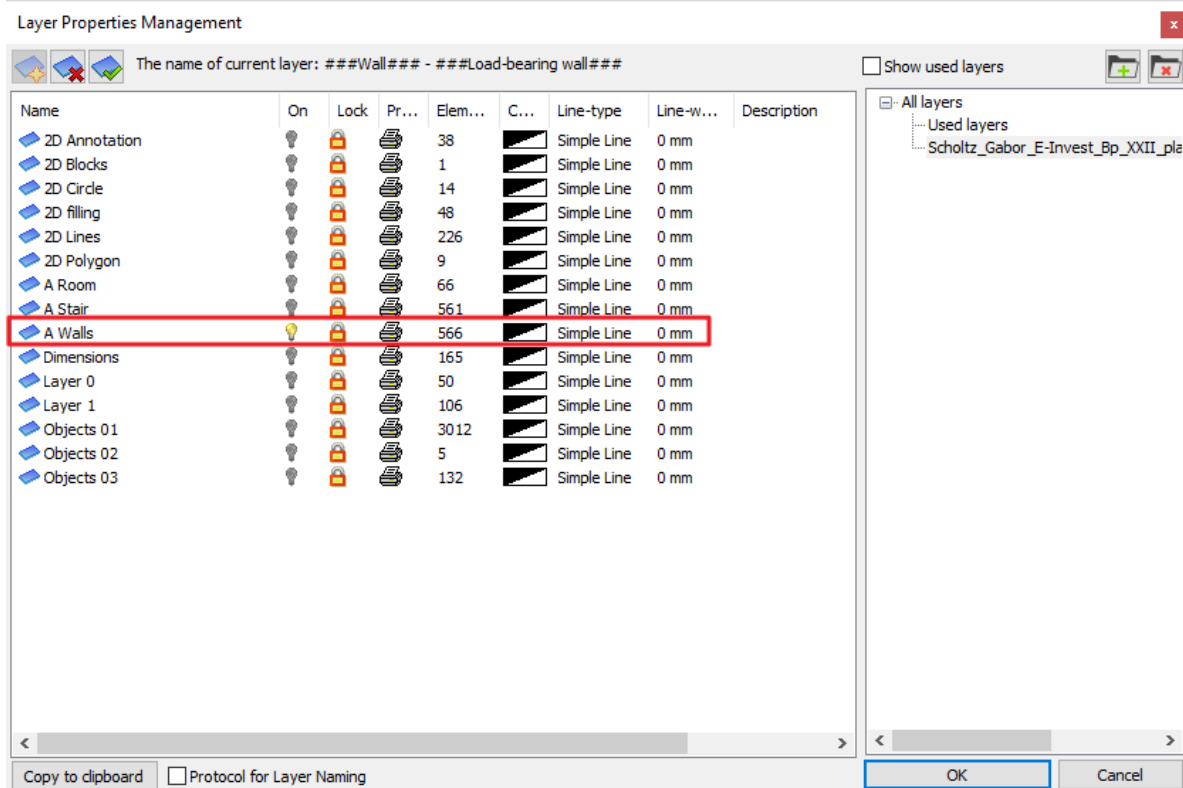 Layer Properties Management
x
The name of current layer: ###Wall### - ###Load-bearing wall###
Show used layers
Name On Lock Pr... Elem... C... Line-type Line-w... Description
2D Annotation 38 Simple Line 0 mm
2D Blocks 1 Simple Line 0 mm
2D Circle 14 Simple Line 0 mm
2D filling 48 Simple Line 0 mm
2D Lines 226 Simple Line 0 mm
2D Polygon 9 Simple Line 0 mm
A Room 66 Simple Line 0 mm
A Stair 561 Simple Line 0 mm
A Walls 566 Simple Line 0 mm
Dimensions 165 Simple Line 0 mm
Layer 0 50 Simple Line 0 mm
Layer 1 106 Simple Line 0 mm
Objects 01 3012 Simple Line 0 mm
Objects 02 5 Simple Line 0 mm
Objects 03 132 Simple Line 0 mm
All layers
Used layers
Scholtz_Gabor_E-Invest_Bp_XXII_pla
Copy to clipboard
Protocol for Layer Naming
OK
Cancel